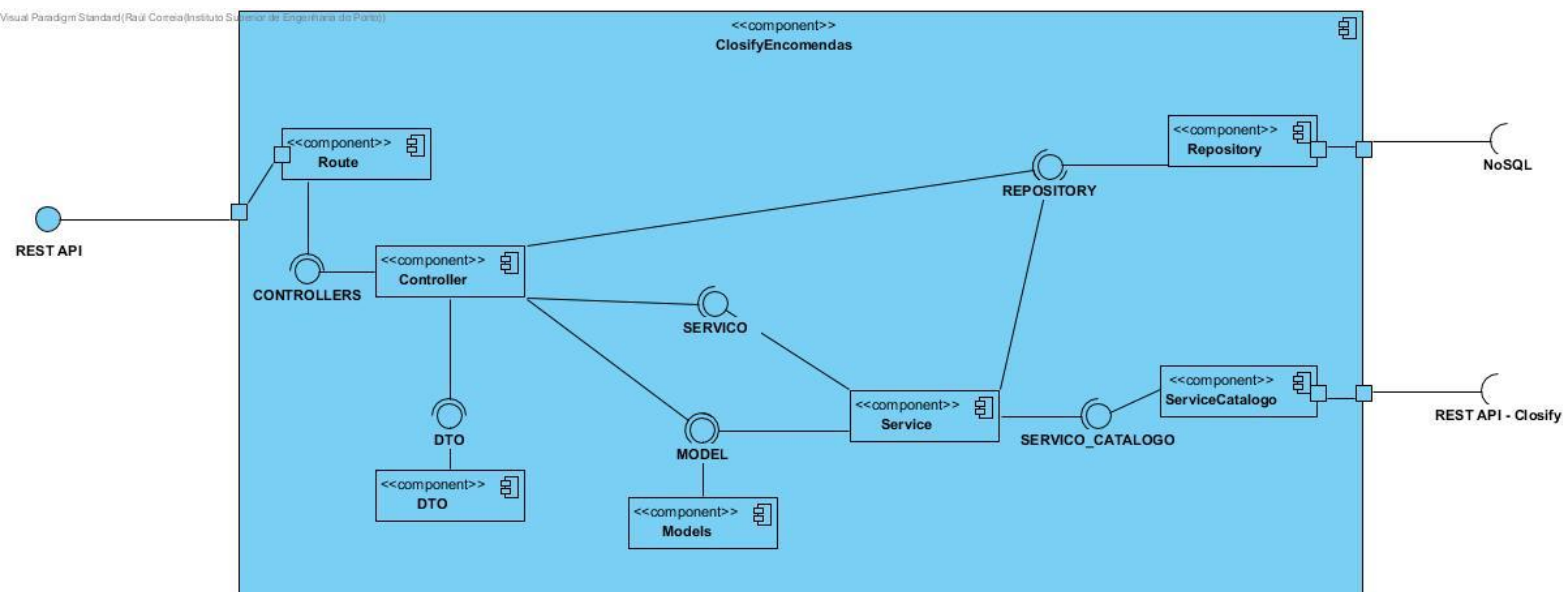 Visual Paradigm Standard(Raúl Correia(Instituto Superior de Engenharia do Porto))
<<component>>
ClosifyEncomendas
<<component>>
Route
<<component>>
Repository
NoSQL
REPOSITORY
REST API
<<component>>
Controller
CONTROLLERS
SERVICO
<<component>>
ServiceCatalogo
<<component>>
Service
REST API - Closify
DTO
SERVICO_CATALOGO
MODEL
<<component>>
DTO
<<component>>
Models